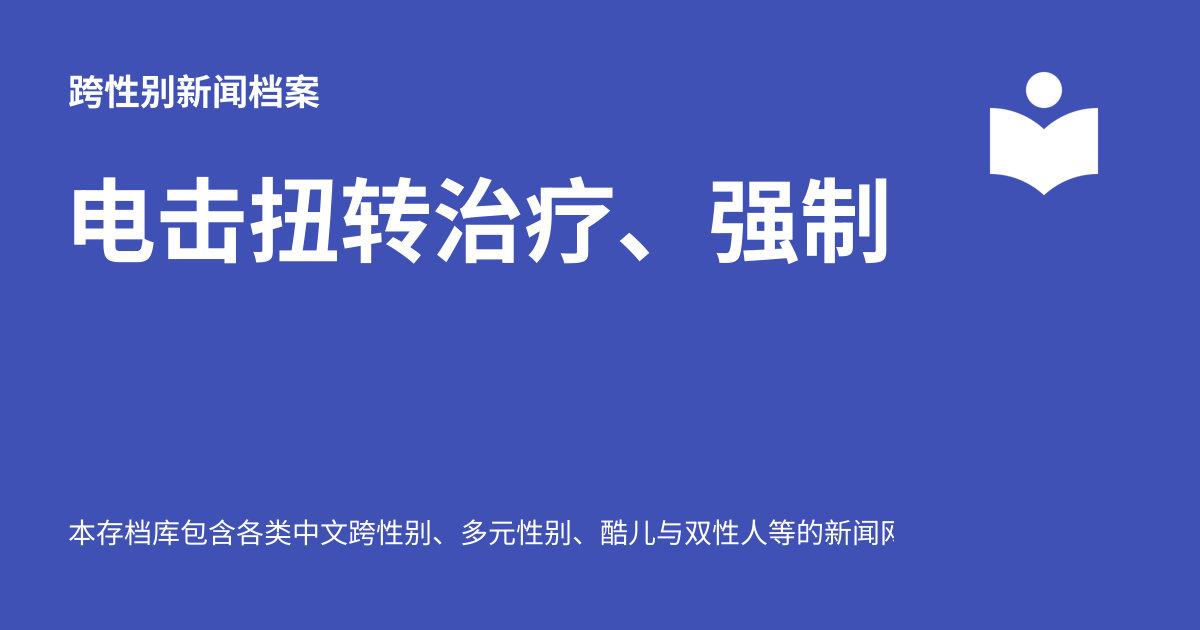 跨性别新闻档案
电击扭转治疗、强制
本存档库包含各类中文跨性别、多元性别、酷儿与双性人等的新闻网